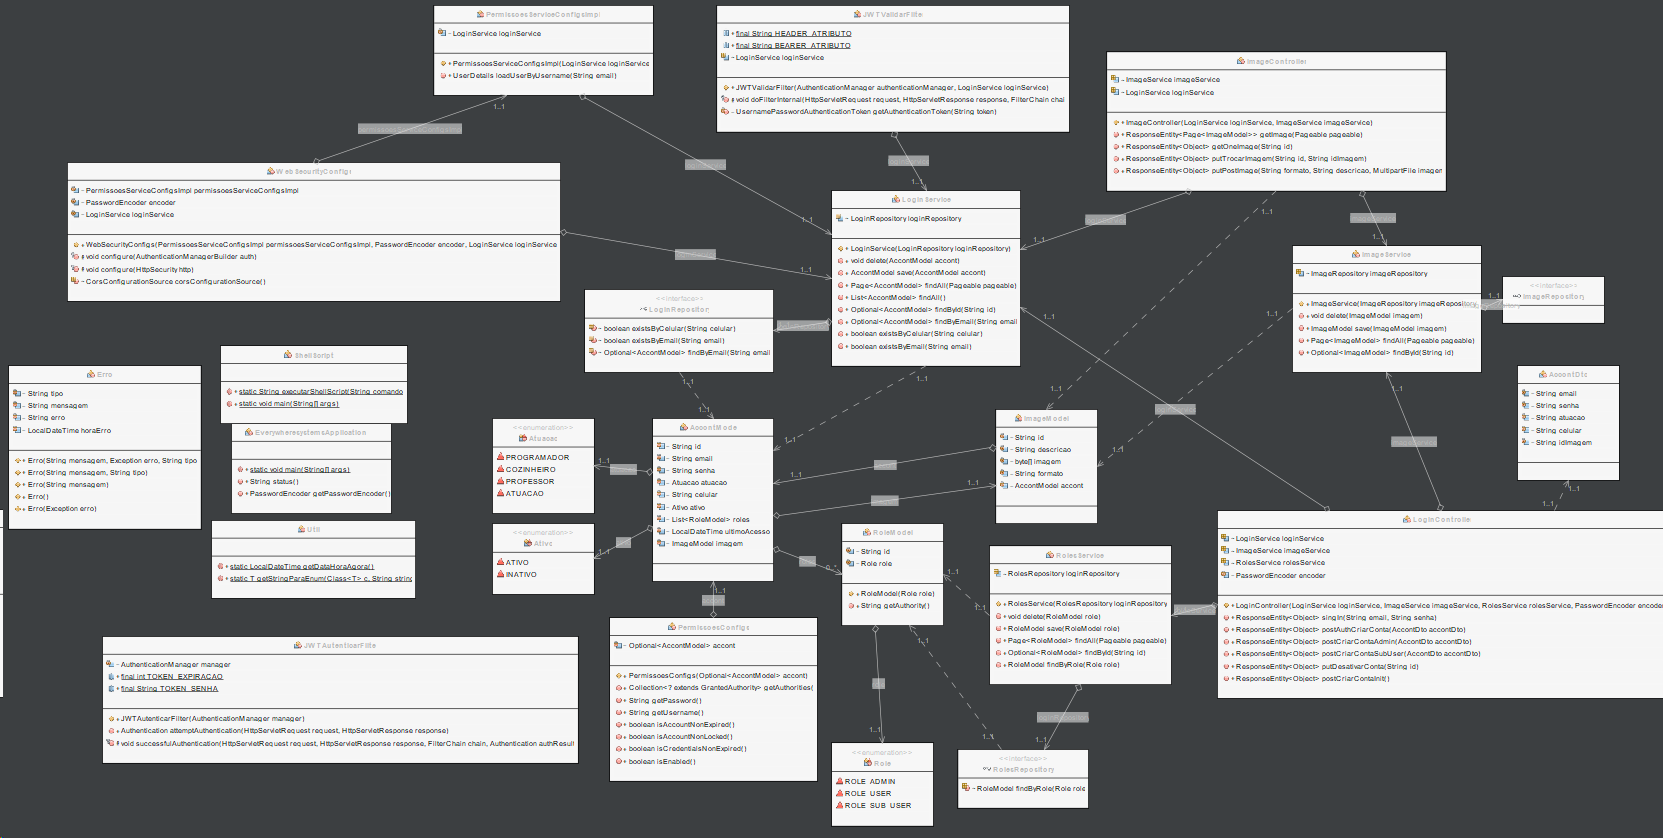 PermissoesServiceConfigsImpl
- LoginService loginService
+ PermissoesServiceConfigsImpl(LoginService loginService
+ UserDetails loadUserByUsername(String email)
JWTValidarFilte
+ final String HEADER_ATRIBUTO
+ final String BEARER_ATRIBUTO
- LoginService loginService
+ JWTValidarFilter(AuthenticationManager authenticationManager, LoginService loginService)
# void doFilterInternal(HttpServletRequest request, HttpServletResponse response, FilterChain chai
- UsernamePasswordAuthenticationToken getAuthenticationToken(String token)
ImageController
- ImageService imageService
- LoginService loginService
+ ImageController(LoginService loginService, ImageService imageService)
+ ResponseEntity<Page<ImageModel>> getImage(Pageable pageable)
+ ResponseEntity<Object> getOneImage(String id)
+ ResponseEntity<Object> putTrocarImagem(String id, String idImagem)
+ ResponseEntity<Object> putPostImage(String formato, String descricao, MultipartFile imager
WebSecurityConfigs
- PermissoesServiceConfigsImpl permissoesServiceConfigsImpl
- PasswordEncoder encoder
- LoginService loginService
+ WebSecurityConfigs(PermissoesServiceConfigsImpl permissoesServiceConfigsImpl, PasswordEncoder encoder, LoginService loginService
# void configure(AuthenticationManagerBuilder auth)
# void configure(HttpSecurity http)
~ CorsConfigurationSource corsConfigurationSource()
LoginService
- LoginRepository loginRepository
+ LoginService(LoginRepository loginRepository)
+ void delete(AccontModel accont)
+ AccontModel save(AccontModel accont)
+ Page<AccontModel> findAll(Pageable pageable)
+ List<AccontModel> findAll()
+ Optional<AccontModel> findById(String id)
+ Optional<AccontModel> findByEmail(String email
+ boolean existsByCelular(String celular)
+ boolean existsByEmail(String email)
ImageService
- ImageRepository imageRepository
+ ImageService(ImageRepository imageRepository
+ void delete(ImageModel imagem)
+ ImageModel save(ImageModel imagem)
+ Page<ImageModel> findAll(Pageable pageable)
+ Optional<ImageModel> findById(String id)
<<interface>>
ImageRepository
<<interface>>
LoginRepository
~ boolean existsByCelular(String celular)
~ boolean existsByEmail(String email)
~ Optional<AccontModel> findByEmail(String email
ShellScript
+ static String executarShellScript(String comando
+ static void main(String[] args)
Erro
- String tipo
- String mensagem
- String erro
- LocalDateTime horaErro
+ Erro(String mensagem, Exception erro, String tipo
+ Erro(String mensagem, String tipo)
+ Erro(String mensagem)
+ Erro()
+ Erro(Exception erro)
EverywheresystemsApplication
+ static void main(String[] args)
+ String status()
+ PasswordEncoder getPasswordEncoder()
Util
+ static LocalDateTime getDataHoraAgora()
+ static T getStringParaEnum(Class<T> c, String string
<<enumeration>>
Atuacao
PROGRAMADOR
COZINHEIRO
PROFESSOR
ATUACAO
<<enumeration>>
Ativo
ATIVO
INATIVO
AccontMode
- String id
- String email
- String senha
- Atuacao atuacao
- String celular
- Ativo ativo
- List<RoleModel> roles
- LocalDateTime ultimoAcesso
- ImageModel imagem
ImageModel
- String id
- String descricao
- byte[] imagem
- String formato
- AccontModel accont
AccontDto
- String email
- String senha
- String atuacao
- String celular
- String idImagem
RoleModel
- String id
- Role role
+ RoleModel(Role role)
+ String getAuthority()
RolesService
- RolesRepository loginRepository
+ RolesService(RolesRepository loginRepository
+ void delete(RoleModel role)
+ RoleModel save(RoleModel role)
+ Page<RoleModel> findAll(Pageable pageable)
+ Optional<RoleModel> findById(String id)
+ RoleModel findByRole(Role role)
LoginControlle
- LoginService loginService
- ImageService imageService
- RolesService rolesService
- PasswordEncoder encoder
+ LoginController(LoginService loginService, ImageService imageService, RolesService rolesService, PasswordEncoder encoder
+ ResponseEntity<Object> singIn(String email, String senha)
+ ResponseEntity<Object> postAuthCriarConta(AccontDto accontDto)
+ ResponseEntity<Object> postCriarContaAdmin(AccontDto accontDto)
+ ResponseEntity<Object> postCriarContaSubUser(AccontDto accontDto)
+ ResponseEntity<Object> putDesativarConta(String id)
+ ResponseEntity<Object> postCriarContaInit()
JWTAutenticarFilte
- AuthenticationManager manager
+ final int TOKEN_EXPIRACAO
+ final String TOKEN_SENHA
+ JWTAutenticarFilter(AuthenticationManager manager)
+ Authentication attemptAuthentication(HttpServletRequest request, HttpServletResponse response)
# void successfulAuthentication(HttpServletRequest request, HttpServletResponse response, FilterChain chain, Authentication authResult
PermissoesConfigs
- Optional<AccontModel> accont
+ PermissoesConfigs(Optional<AccontModel> accont)
+ Collection<? extends GrantedAuthority> getAuthorities(
+ String getPassword()
+ String getUsername()
+ boolean isAccountNonExpired()
+ boolean isAccountNonLocked()
+ boolean isCredentialsNonExpired()
+ boolean isEnabled()
<<enumeration>>
Role
ROLE_ADMIN
ROLE_USER
ROLE_SUB_USER
<<interface>>
RolesRepository
~ RoleModel findByRole(Role role